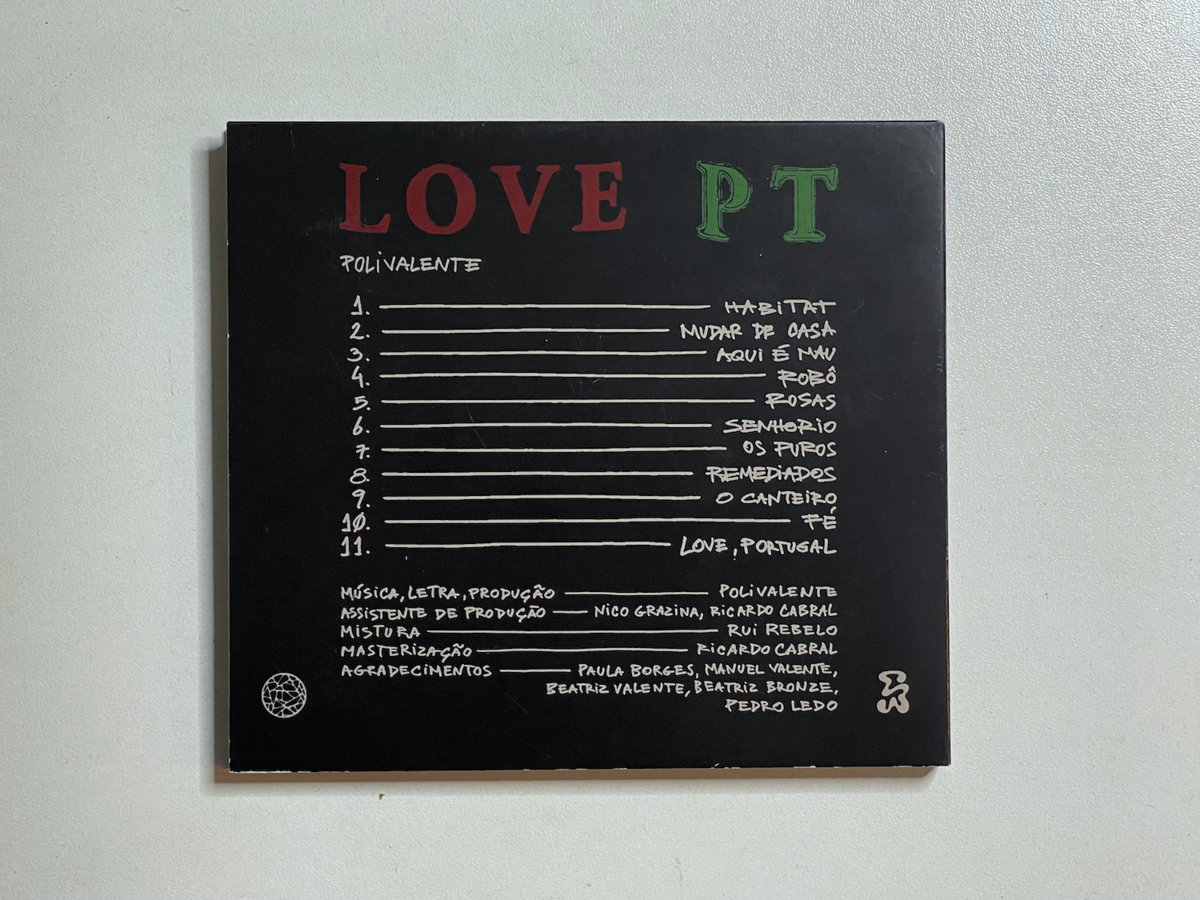 LOVE PT
POLIVALENTE
1. HABITAT
2. MUDAR DE CASA
3. AQUI É MAU
4. ROBÔ
5. ROSAS
6. SENHORIO
7. OS PUROS
8. REMEDIADOS
9. O CANTEIRO
10. FÉ
11. LOVE, PORTUGAL
MÚSICA, LETRA, PRODUÇÃO POLIVALENTE
ASSISTENTE DE PRODUÇÃO NICO GRAZINA, RICARDO CABRAL
MISTURA RUI REBELO
MASTERIZAÇÃO RICARDO CABRAL
AGRADECIMENTOS PAULA BORGES, MANUEL VALENTE,
BEATRIZ VALENTE, BEATRIZ BRONZE,
PEDRO LEDO